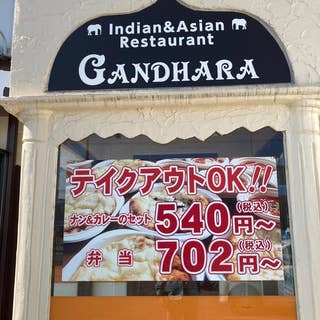 Indian&Asian
Restaurant
GANDHARA
テイクアウトOK!!
ナン&カレーのセット 540円～(税込)
弁当 702円～(税込)